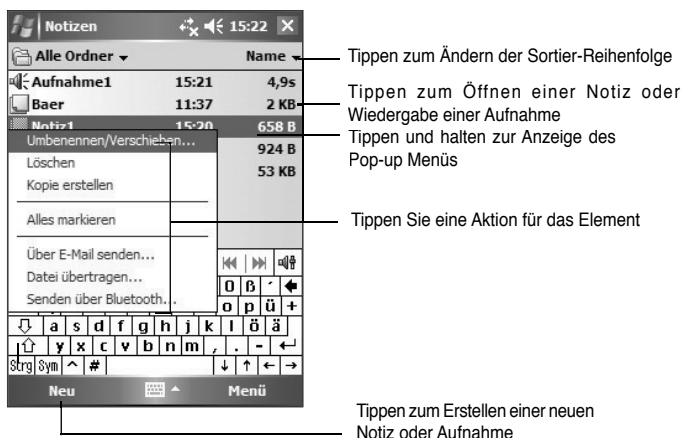 Notizen 15:22
Alle Ordner Name
Aufnahme1 15:21 4,9s
Baer 11:37 2 KB
Notiz1 15:20 658 B
Umbenennen/Verschieben... 924 B
Löschen 53 KB
Kopie erstellen
Alles markieren
Über E-Mail senden...
Datei übertragen...
Senden über Bluetooth...
0 ß ´
o p ü +
a s d f g h j k l ö ä
y x c v b n m , . -
Strg Sym ^ # ↓ ↑ ← →
Neu Menü
Tippen zum Ändern der Sortier-Reihenfolge
Tippen zum Öffnen einer Notiz oder
Wiedergabe einer Aufnahme
Tippen und halten zur Anzeige des
Pop-up Menüs
Tippen Sie eine Aktion für das Element
Tippen zum Erstellen einer neuen
Notiz oder Aufnahme